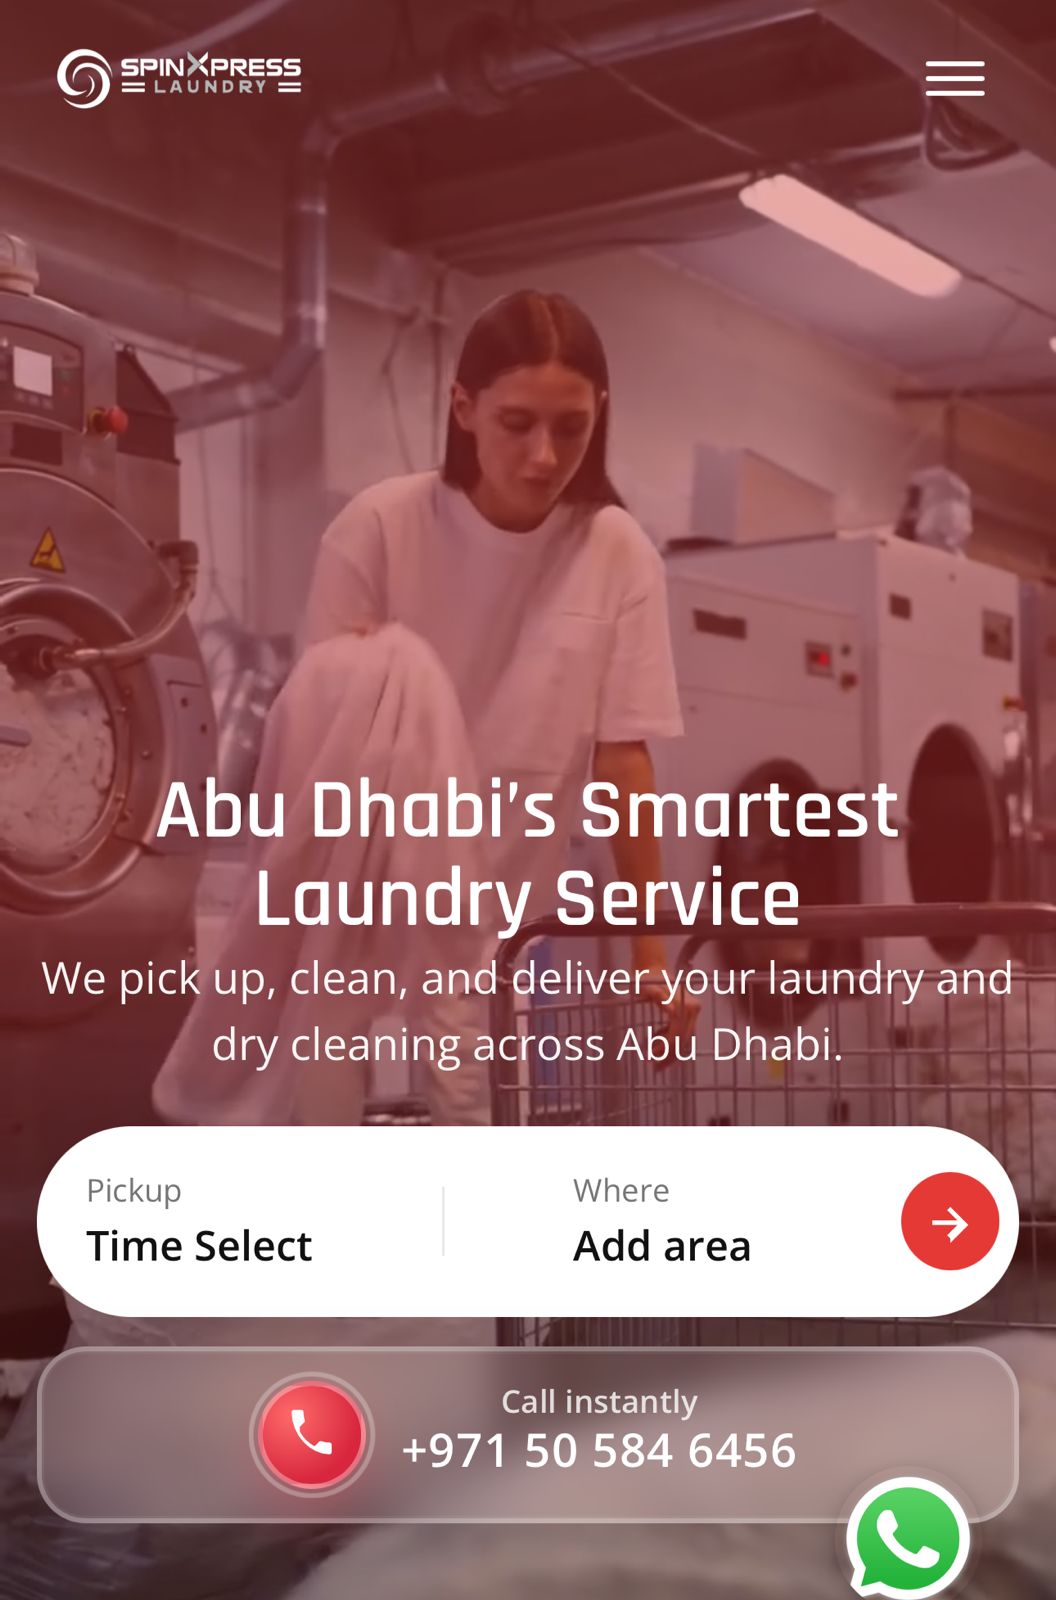 SPINXPRESS
LAUNDRY
Abu Dhabi's Smartest
Laundry Service
We pick up, clean, and deliver your laundry and
dry cleaning across Abu Dhabi.
Pickup
Time Select
Where
Add area
Call instantly
+971 50 584 6456